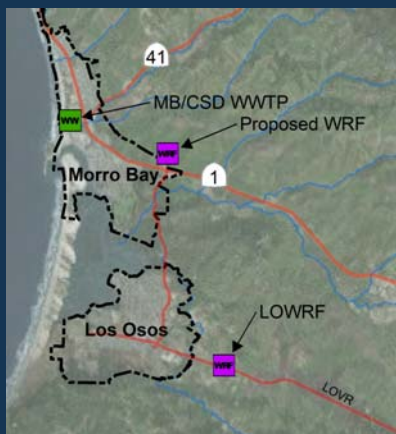 41
MB/CSD WWTP
WW
Proposed WRF
WRF
Morro Bay
1
LOWRF
Los Osos
WRF
LOVR